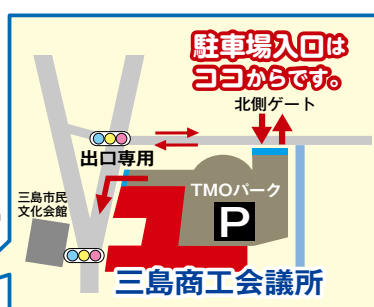 駐車場入口は
ココからです。
北側ゲート
出口専用
三島市民
文化会館
TMOパーク
P
三島商工会議所